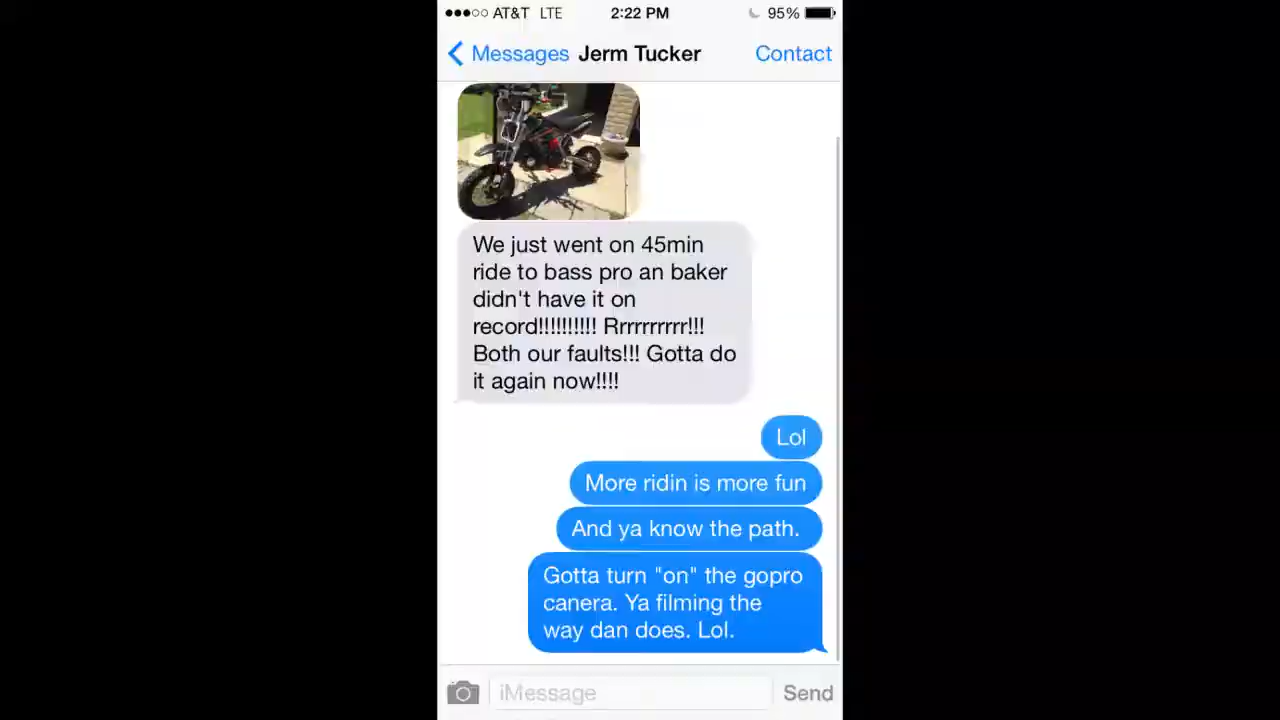 AT&T LTE 2:22 PM 95%
Messages Jerm Tucker Contact
We just went on 45min
ride to bass pro an baker
didn't have it on
record!!!!!!!!!! Rrrrrrrrrr!!!
Both our faults!!! Gotta do
it again now!!!!
Lol
More ridin is more fun
And ya know the path.
Gotta turn "on" the gopro
canera. Ya filming the
way dan does. Lol.
iMessage Send